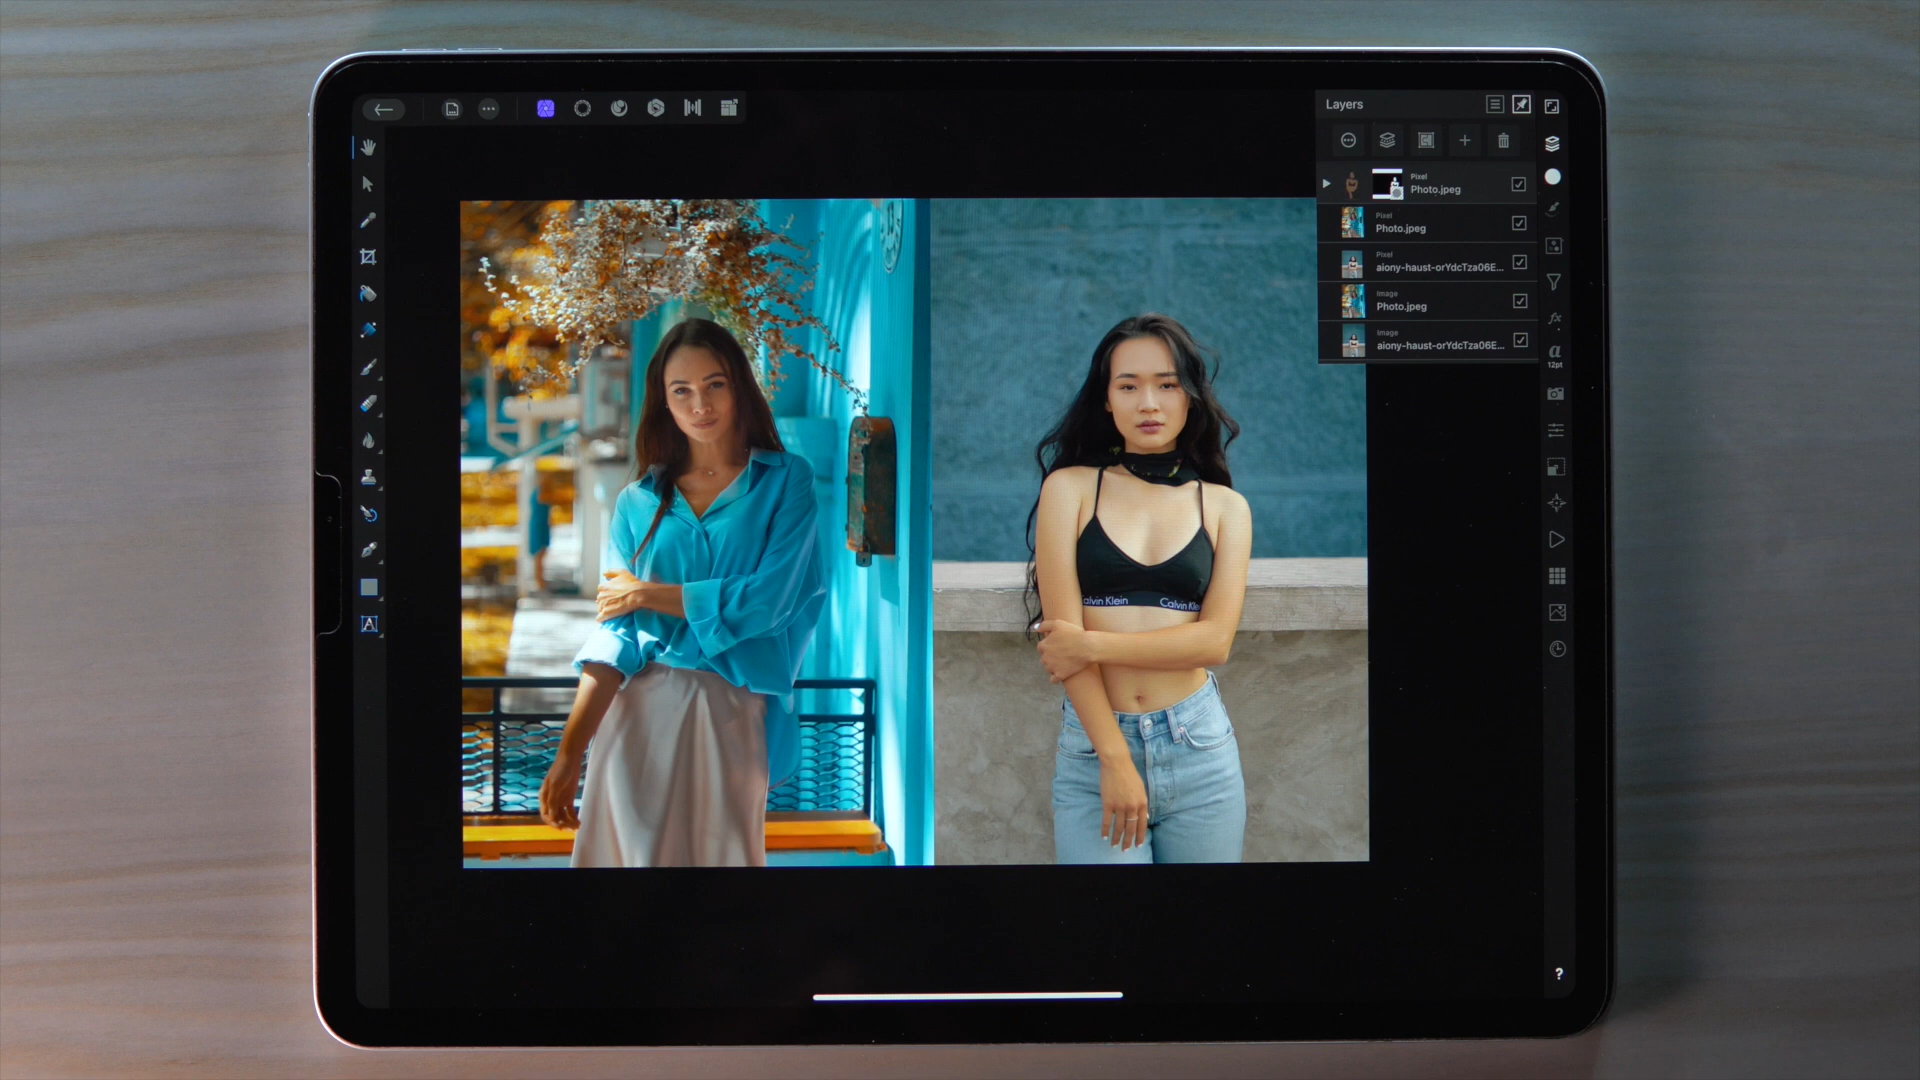 Layers
Pixel
Photo.jpeg
Pixel
Photo.jpeg
Pixel
aiony-haust-orYdcTza06E...
Image
Photo.jpeg
Image
aiony-haust-orYdcTza06E...
fx
a
12pt
A
alvin Klein Calvin Kle
?